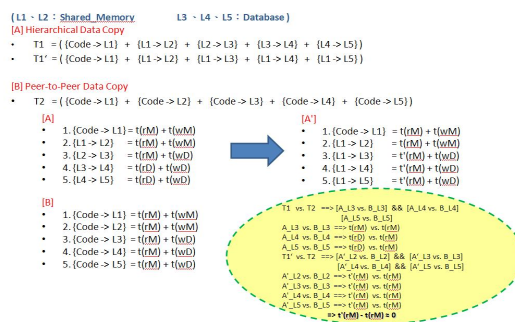 ( L1 、 L2 : Shared_Memory L3 、 L4 、 L5 : Database )
[A] Hierarchical Data Copy
• T1 = ( {Code -> L1} + {L1 -> L2} + {L2 -> L3} + {L3 -> L4} + {L4 -> L5} )
• T1' = ( {Code -> L1} + {L1 -> L2} + {L1 -> L3} + {L1 -> L4} + {L1 -> L5} )
[B] Peer-to-Peer Data Copy
• T2 = ( {Code -> L1} + {Code -> L2} + {Code -> L3} + {Code -> L4} + {Code -> L5} )
[A]
• 1. {Code -> L1} = t(rM) + t(wM)
• 2. {L1 -> L2} = t(rM) + t(wM)
• 3. {L2 -> L3} = t(rM) + t(wD)
• 4. {L3 -> L4} = t(rD) + t(wD)
• 5. {L4 -> L5} = t(rD) + t(wD)
[A']
• 1. {Code -> L1} = t(rM) + t(wM)
• 2. {L1 -> L2} = t'(rM) + t(wM)
• 3. {L1 -> L3} = t'(rM) + t(wD)
• 4. {L1 -> L4} = t'(rM) + t(wD)
• 5. {L1 -> L5} = t'(rM) + t(wD)
[B]
• 1. {Code -> L1} = t(rM) + t(wM)
• 2. {Code -> L2} = t(rM) + t(wM)
• 3. {Code -> L3} = t(rM) + t(wD)
• 4. {Code -> L4} = t(rM) + t(wD)
• 5. {Code -> L5} = t(rM) + t(wD)
T1 vs. T2 ==> [A_L3 vs. B_L3] && [A_L4 vs. B_L4]
[A_L5 vs. B_L5]
A_L3 vs. B_L3 ==> t'(rM) vs. t(rM)
A_L4 vs. B_L4 ==> t(rD) vs. t(rM)
A_L5 vs. B_L5 ==> t(rD) vs. t(rM)
T1' vs. T2 ==> [A'_L2 vs. B_L2] && [A'_L3 vs. B_L3]
[A'_L4 vs. B_L4] && [A'_L5 vs. B_L5]
A'_L2 vs. B_L2 ==> t'(rM) vs. t(rM)
A'_L3 vs. B_L3 ==> t'(rM) vs. t(rM)
A'_L4 vs. B_L4 ==> t'(rM) vs. t(rM)
A'_L5 vs. B_L5 ==> t'(rM) vs. t(rM)
=> t'(rM) - t(rM) ≈ 0